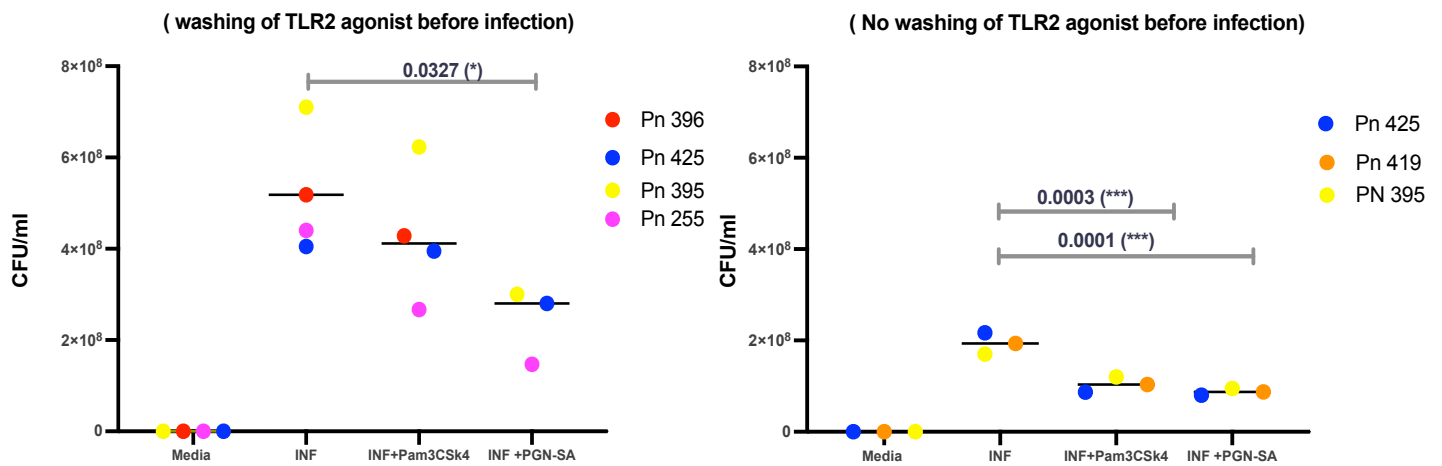 ( washing of TLR2 agonist before infection)
8×10⁸
6×10⁸
4×10⁸
2×10⁸
0
CFU/ml
0.0327 (*)
Pn 396
Pn 425
Pn 395
Pn 255
Media
INF
INF+Pam3CSk4
INF +PGN-SA
( No washing of TLR2 agonist before infection)
8×10⁸
6×10⁸
4×10⁸
2×10⁸
0
CFU/ml
0.0003 (***)
0.0001 (***)
Pn 425
Pn 419
PN 395
Media
INF
INF+Pam3CSk4
INF +PGN-SA